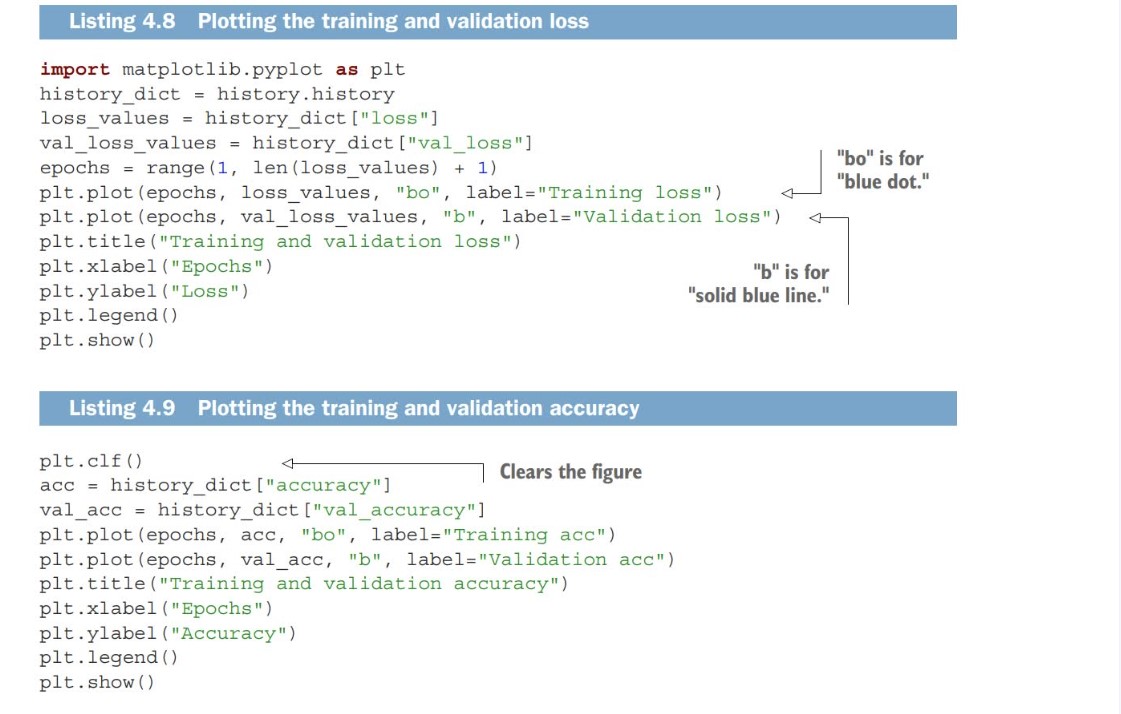 Listing 4.8 Plotting the training and validation loss
import matplotlib.pyplot as plt
history_dict = history.history
loss_values = history_dict["loss"]
val_loss_values = history_dict["val_loss"]
epochs = range(1, len(loss_values) + 1)
plt.plot(epochs, loss_values, "bo", label="Training loss")
"bo" is for
"blue dot."
plt.plot(epochs, val_loss_values, "b", label="Validation loss")
plt.title("Training and validation loss")
plt.xlabel("Epochs")
"b" is for
"solid blue line."
plt.ylabel("Loss")
plt.legend()
plt.show()
Listing 4.9 Plotting the training and validation accuracy
plt.clf()
Clears the figure
acc = history_dict["accuracy"]
val_acc = history_dict["val_accuracy"]
plt.plot(epochs, acc, "bo", label="Training acc")
plt.plot(epochs, val_acc, "b", label="Validation acc")
plt.title("Training and validation accuracy")
plt.xlabel("Epochs")
plt.ylabel("Accuracy")
plt.legend()
plt.show()